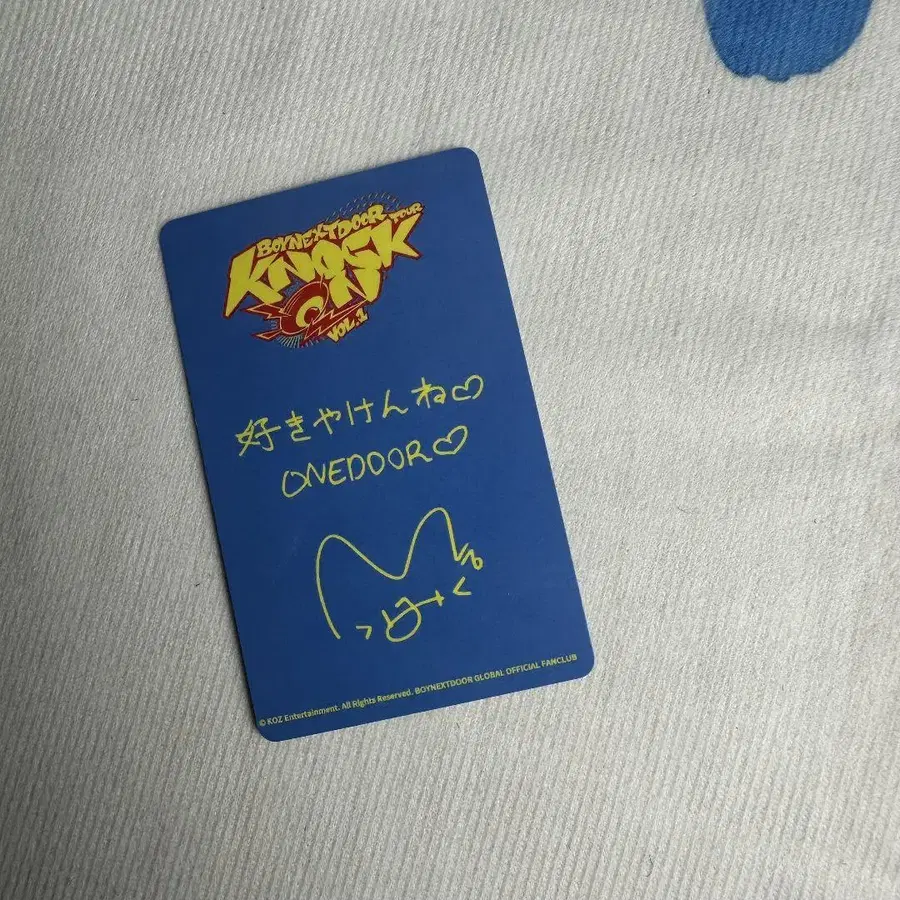 BOYNEXTDOOR TOUR
KNOCK
ON
VOL.1
好きやけんね♡
ONEDOOR♡
© KOZ Entertainment. All Rights Reserved. BOYNEXTDOOR GLOBAL OFFICIAL FANCLUB